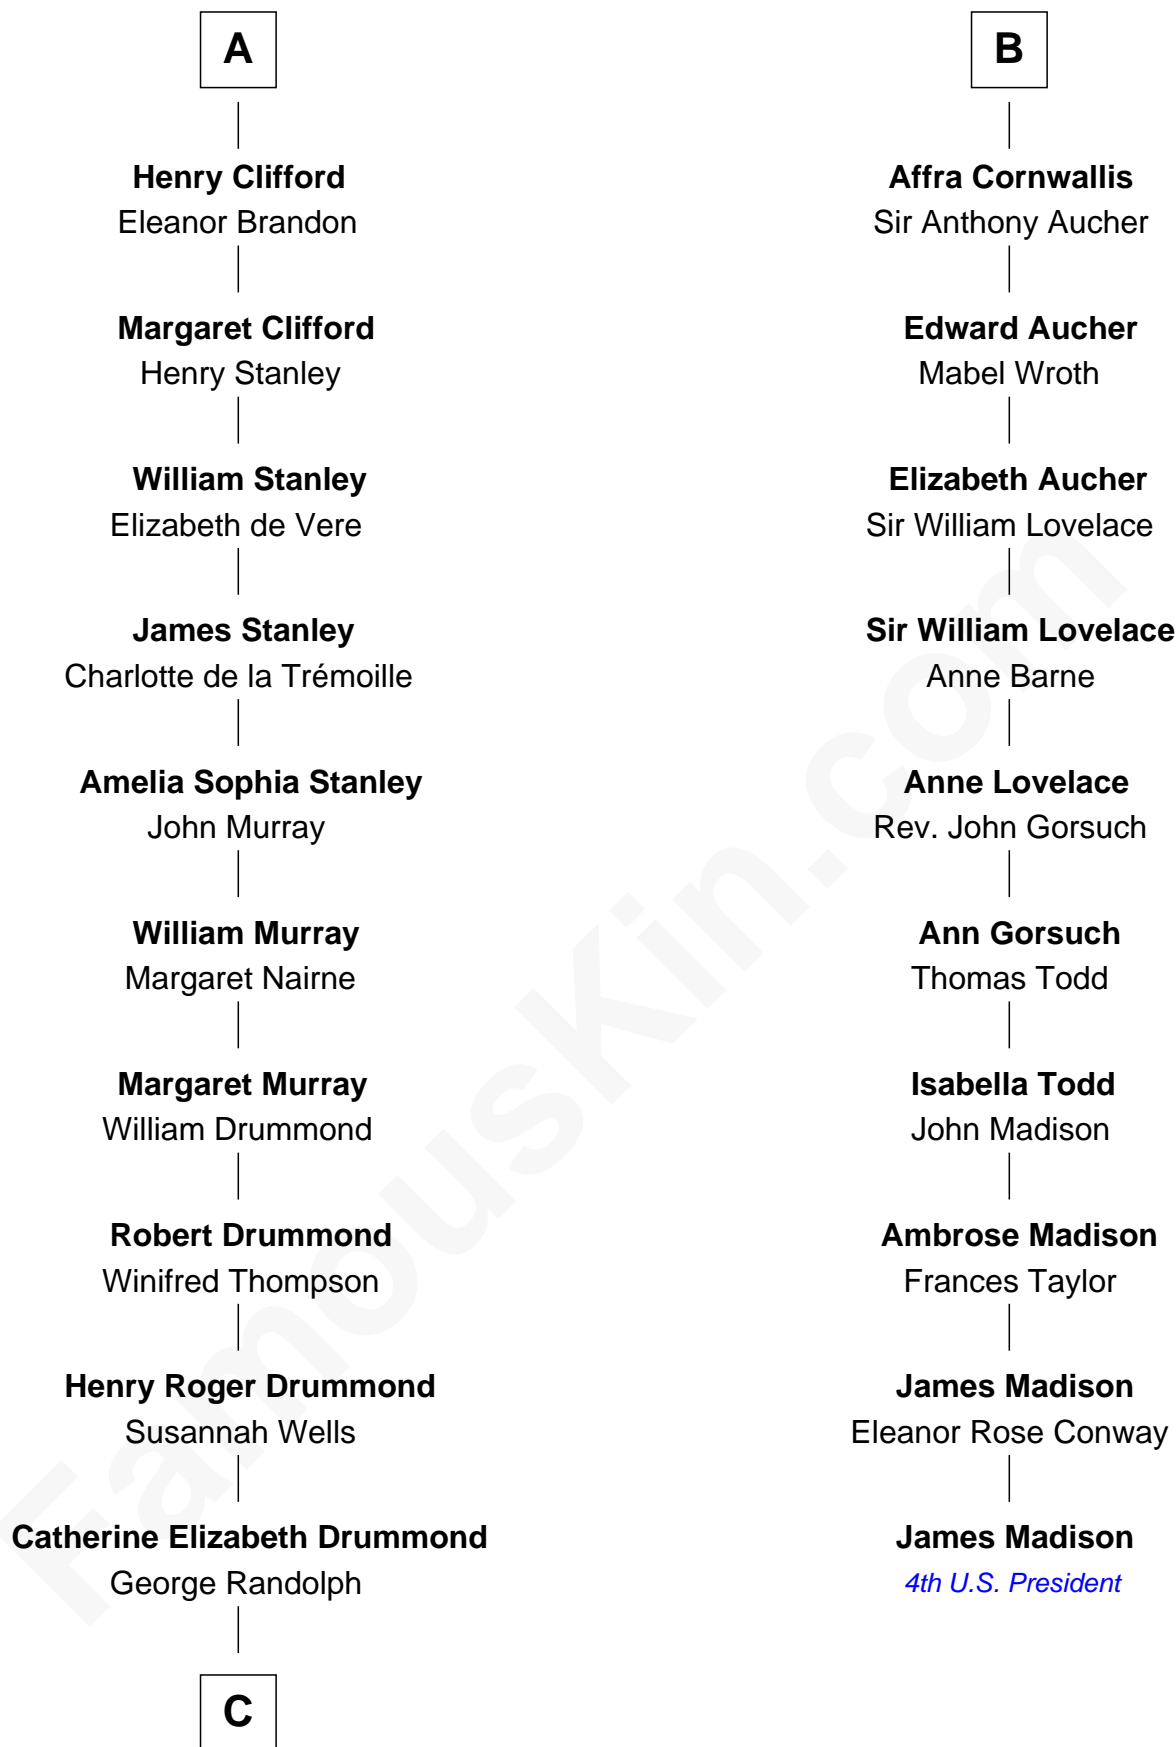 A
Henry Clifford
Eleanor Brandon
Margaret Clifford
Henry Stanley
William Stanley
Elizabeth de Vere
James Stanley
Charlotte de la Trémoille
Amelia Sophia Stanley
John Murray
William Murray
Margaret Nairne
Margaret Murray
William Drummond
Robert Drummond
Winifred Thompson
Henry Roger Drummond
Susannah Wells
Catherine Elizabeth Drummond
George Randolph
C
B
Affra Cornwallis
Sir Anthony Aucher
Edward Aucher
Mabel Wroth
Elizabeth Aucher
Sir William Lovelace
Sir William Lovelace
Anne Barne
Anne Lovelace
Rev. John Gorsuch
Ann Gorsuch
Thomas Todd
Isabella Todd
John Madison
Ambrose Madison
Frances Taylor
James Madison
Eleanor Rose Conway
James Madison
4th U.S. President
FamousKin.com